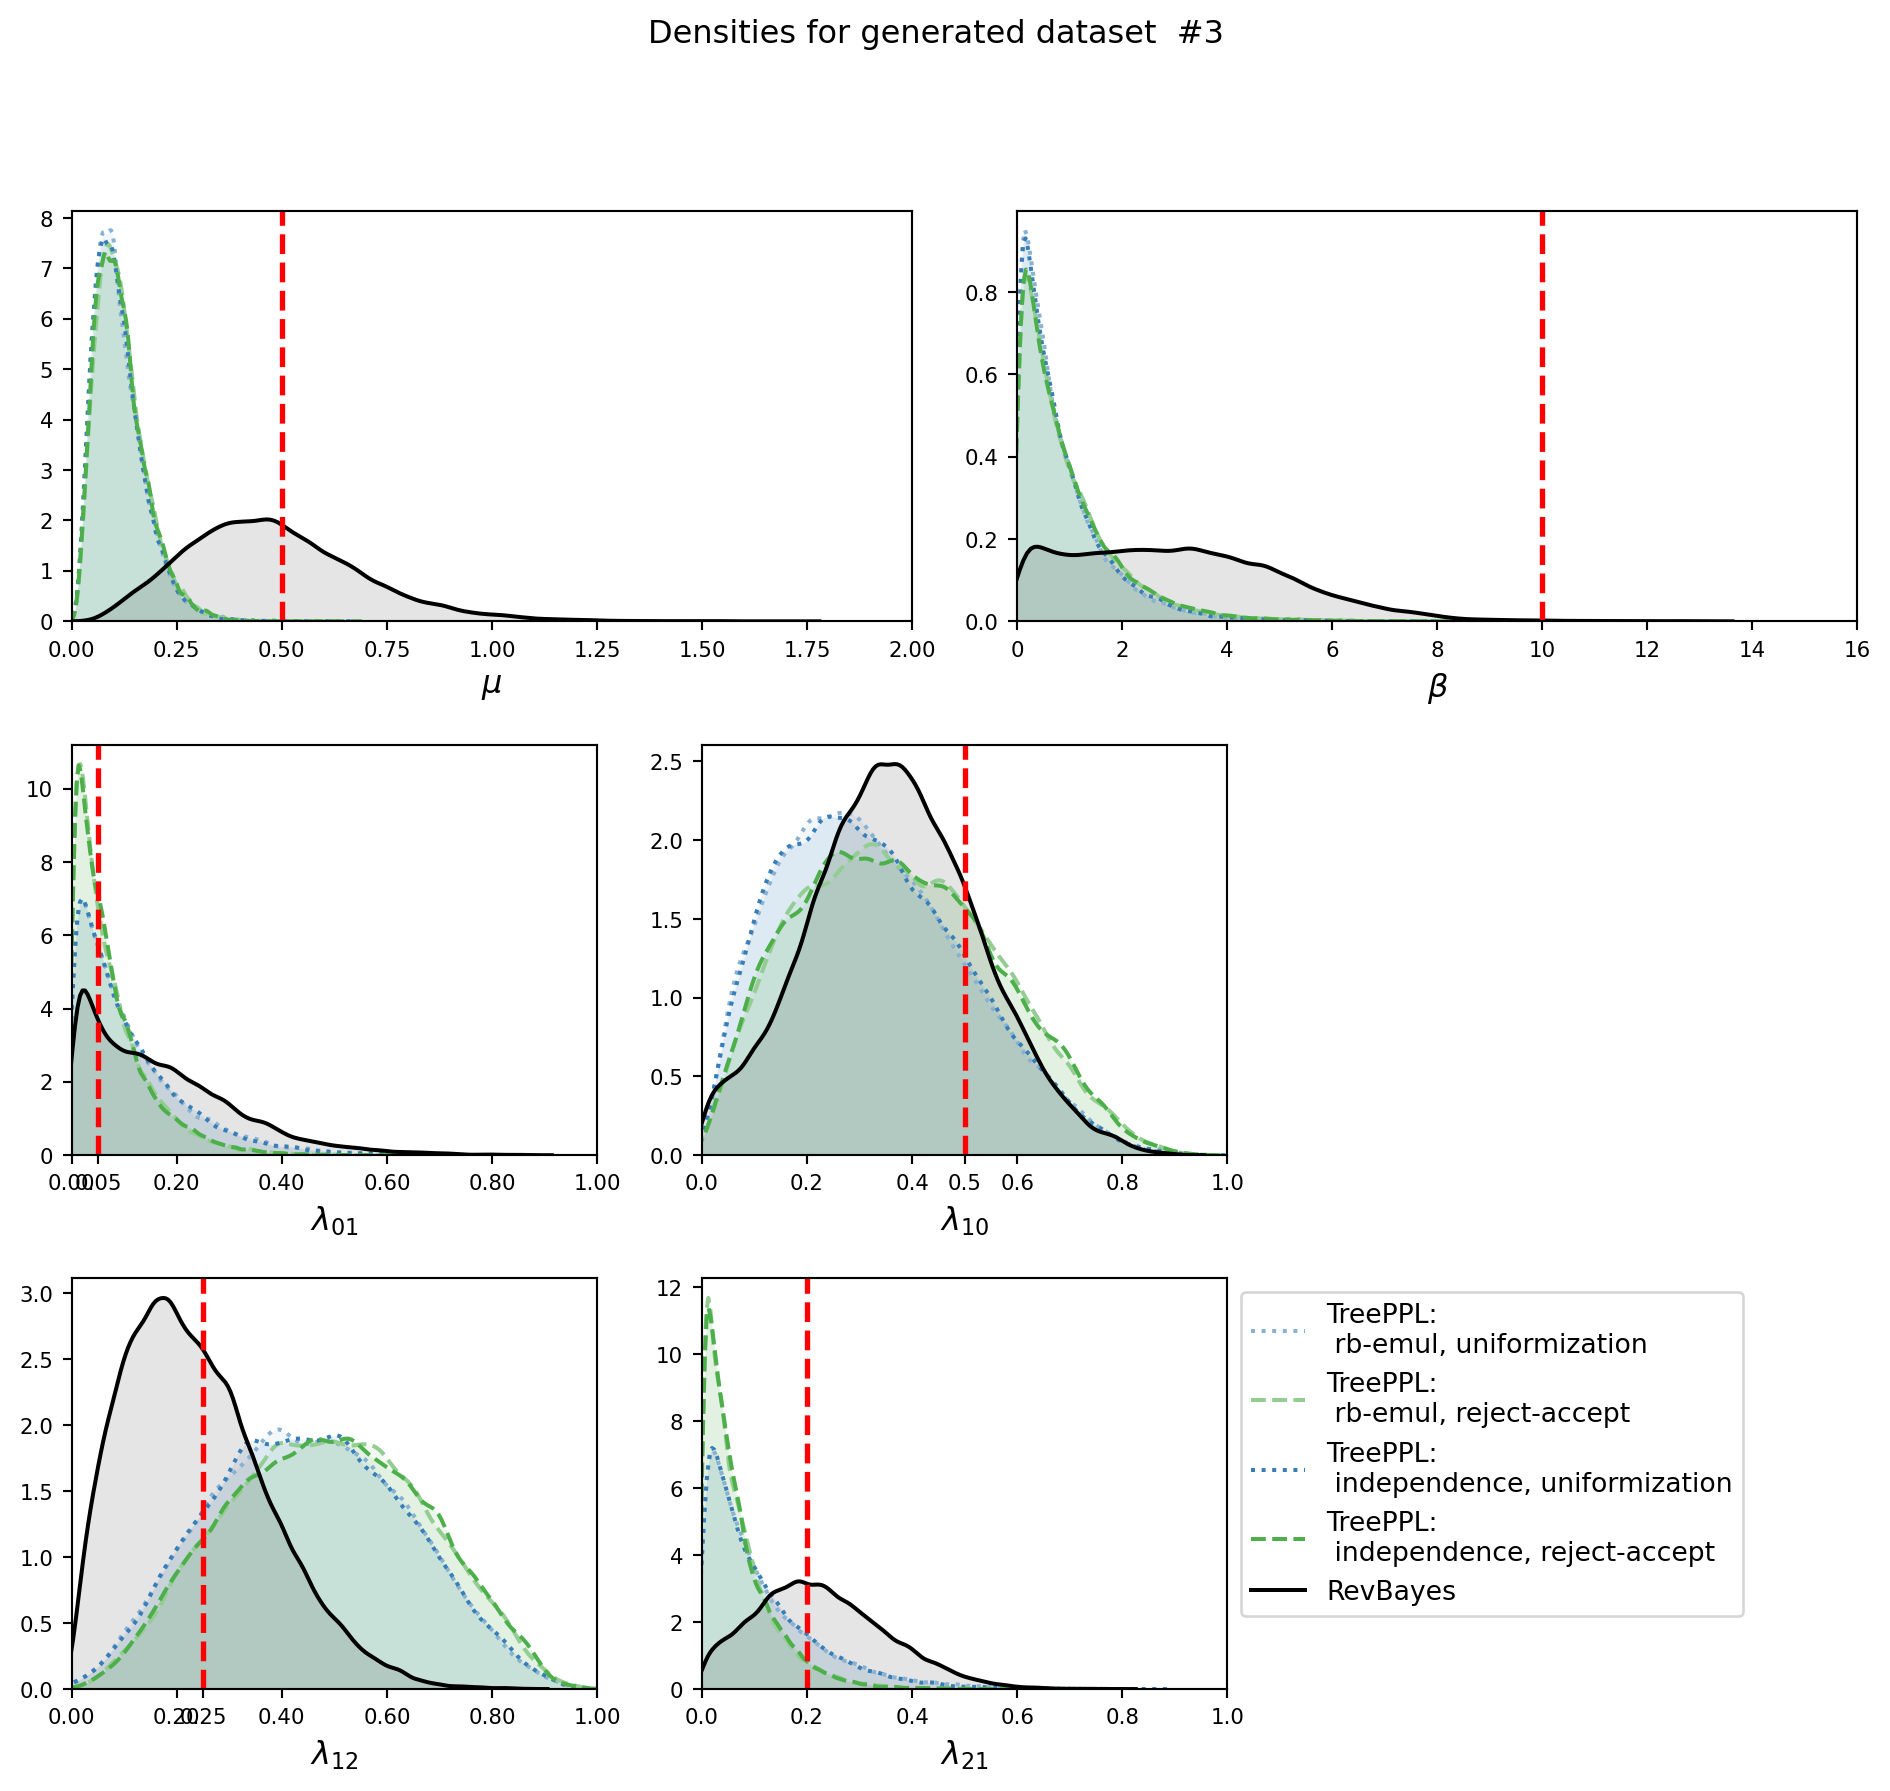 Densities for generated dataset  #3
8
7
6
5
4
3
2
1
0
0.00 0.25 0.50 0.75 1.00 1.25 1.50 1.75 2.00
μ
0.8
0.6
0.4
0.2
0.0
0 2 4 6 8 10 12 14 16
β
10
8
6
4
2
0
0.00 0.05 0.20 0.40 0.60 0.80 1.00
λ01
2.5
2.0
1.5
1.0
0.5
0.0
0.0 0.2 0.4 0.5 0.6 0.8 1.0
λ10
3.0
2.5
2.0
1.5
1.0
0.5
0.0
0.00 0.20 0.25 0.40 0.60 0.80 1.00
λ12
12
10
8
6
4
2
0
0.0 0.2 0.4 0.6 0.8 1.0
λ21
TreePPL:
rb-emul, uniformization
TreePPL:
rb-emul, reject-accept
TreePPL:
independence, uniformization
TreePPL:
independence, reject-accept
RevBayes